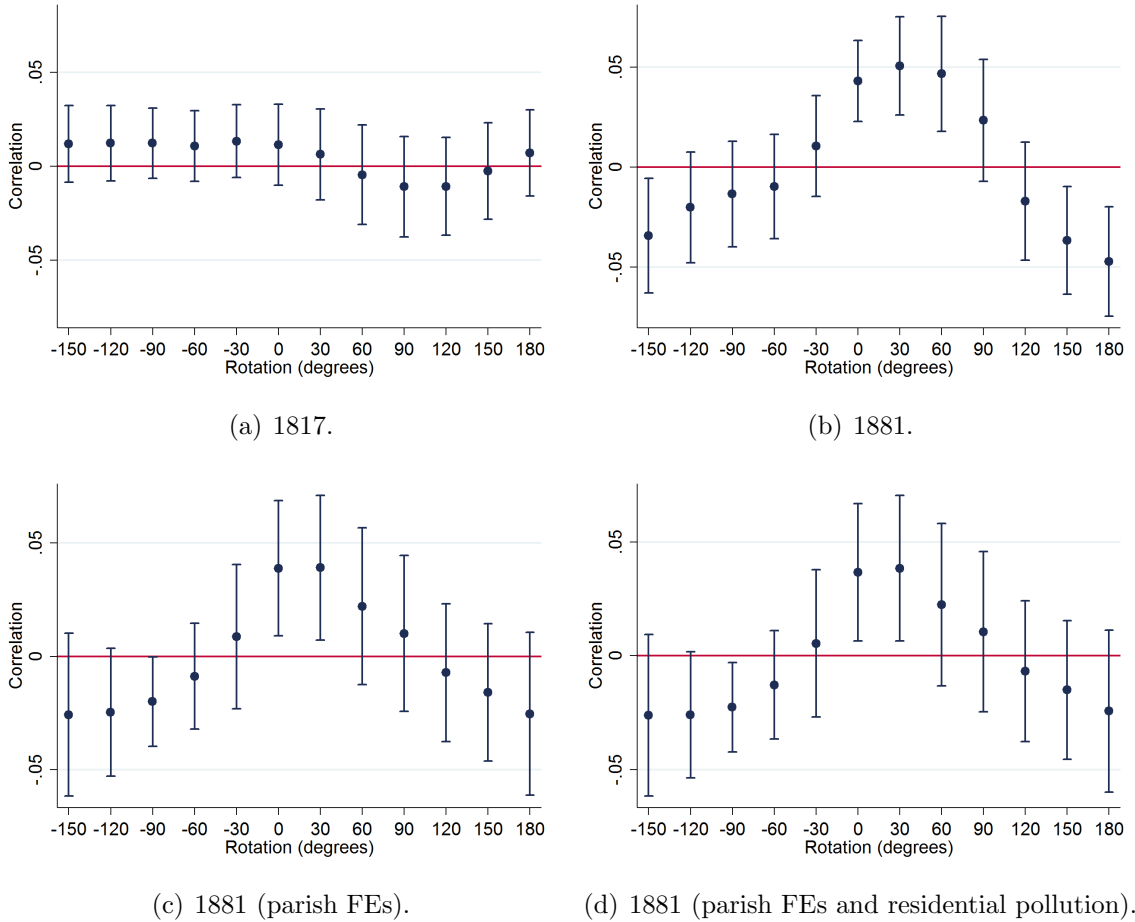 .05
0
-.05
Correlation
-150 -120 -90 -60 -30 0 30 60 90 120 150 180
Rotation (degrees)
(a) 1817.
.05
0
-.05
Correlation
-150 -120 -90 -60 -30 0 30 60 90 120 150 180
Rotation (degrees)
(b) 1881.
.05
0
-.05
Correlation
-150 -120 -90 -60 -30 0 30 60 90 120 150 180
Rotation (degrees)
(c) 1881 (parish FEs).
.05
0
-.05
Correlation
-150 -120 -90 -60 -30 0 30 60 90 120 150 180
Rotation (degrees)
(d) 1881 (parish FEs and residential pollution).